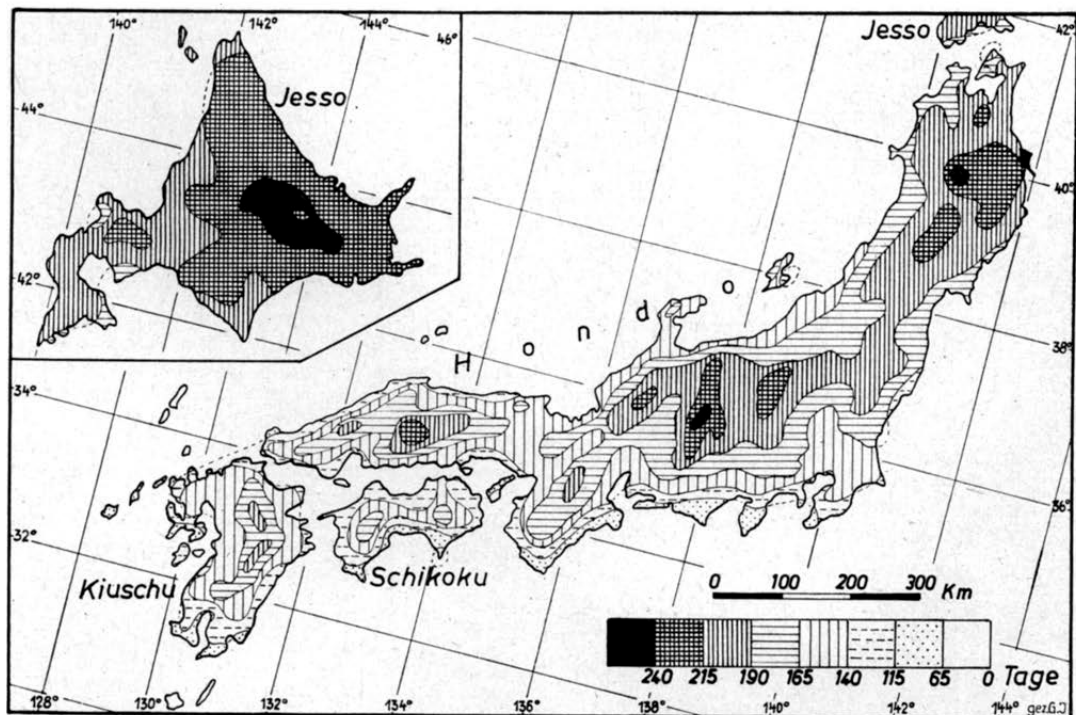 140° 142° 144°
46°
Jesso
42°
44°
Jesso
40°
42°
38°
H o n d o
34°
36°
32°
Kiuschu
Schikoku
0 100 200 300 Km
240 215 190 165 140 115 65 0 Tage
128° 130° 132° 134° 136° 138° 140° 142° 144°
gez.G.J